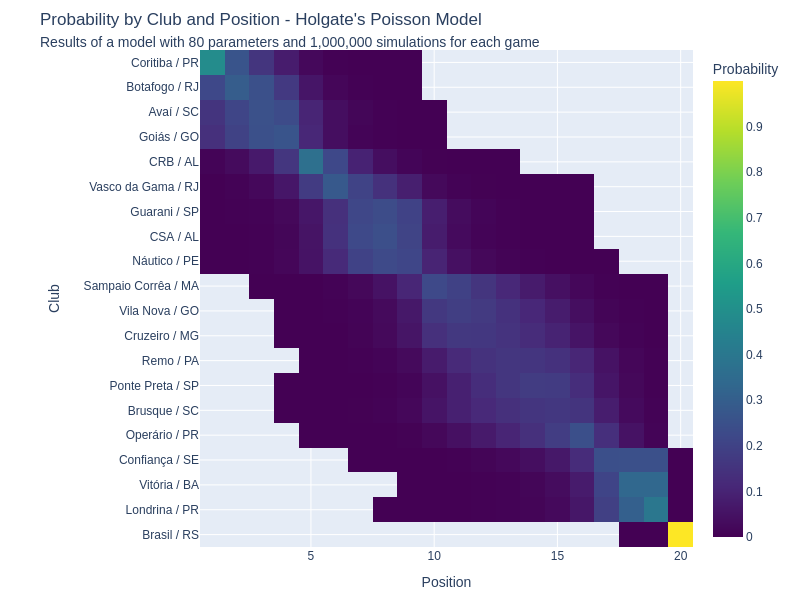 Probability by Club and Position - Holgate's Poisson Model
Results of a model with 80 parameters and 1,000,000 simulations for each game
Probability
Club
Coritiba / PR
Botafogo / RJ
Avaí / SC
Goiás / GO
CRB / AL
Vasco da Gama / RJ
Guarani / SP
CSA / AL
Náutico / PE
Sampaio Corrêa / MA
Vila Nova / GO
Cruzeiro / MG
Remo / PA
Ponte Preta / SP
Brusque / SC
Operário / PR
Confiança / SE
Vitória / BA
Londrina / PR
Brasil / RS
5
10
15
20
Position
0.9
0.8
0.7
0.6
0.5
0.4
0.3
0.2
0.1
0